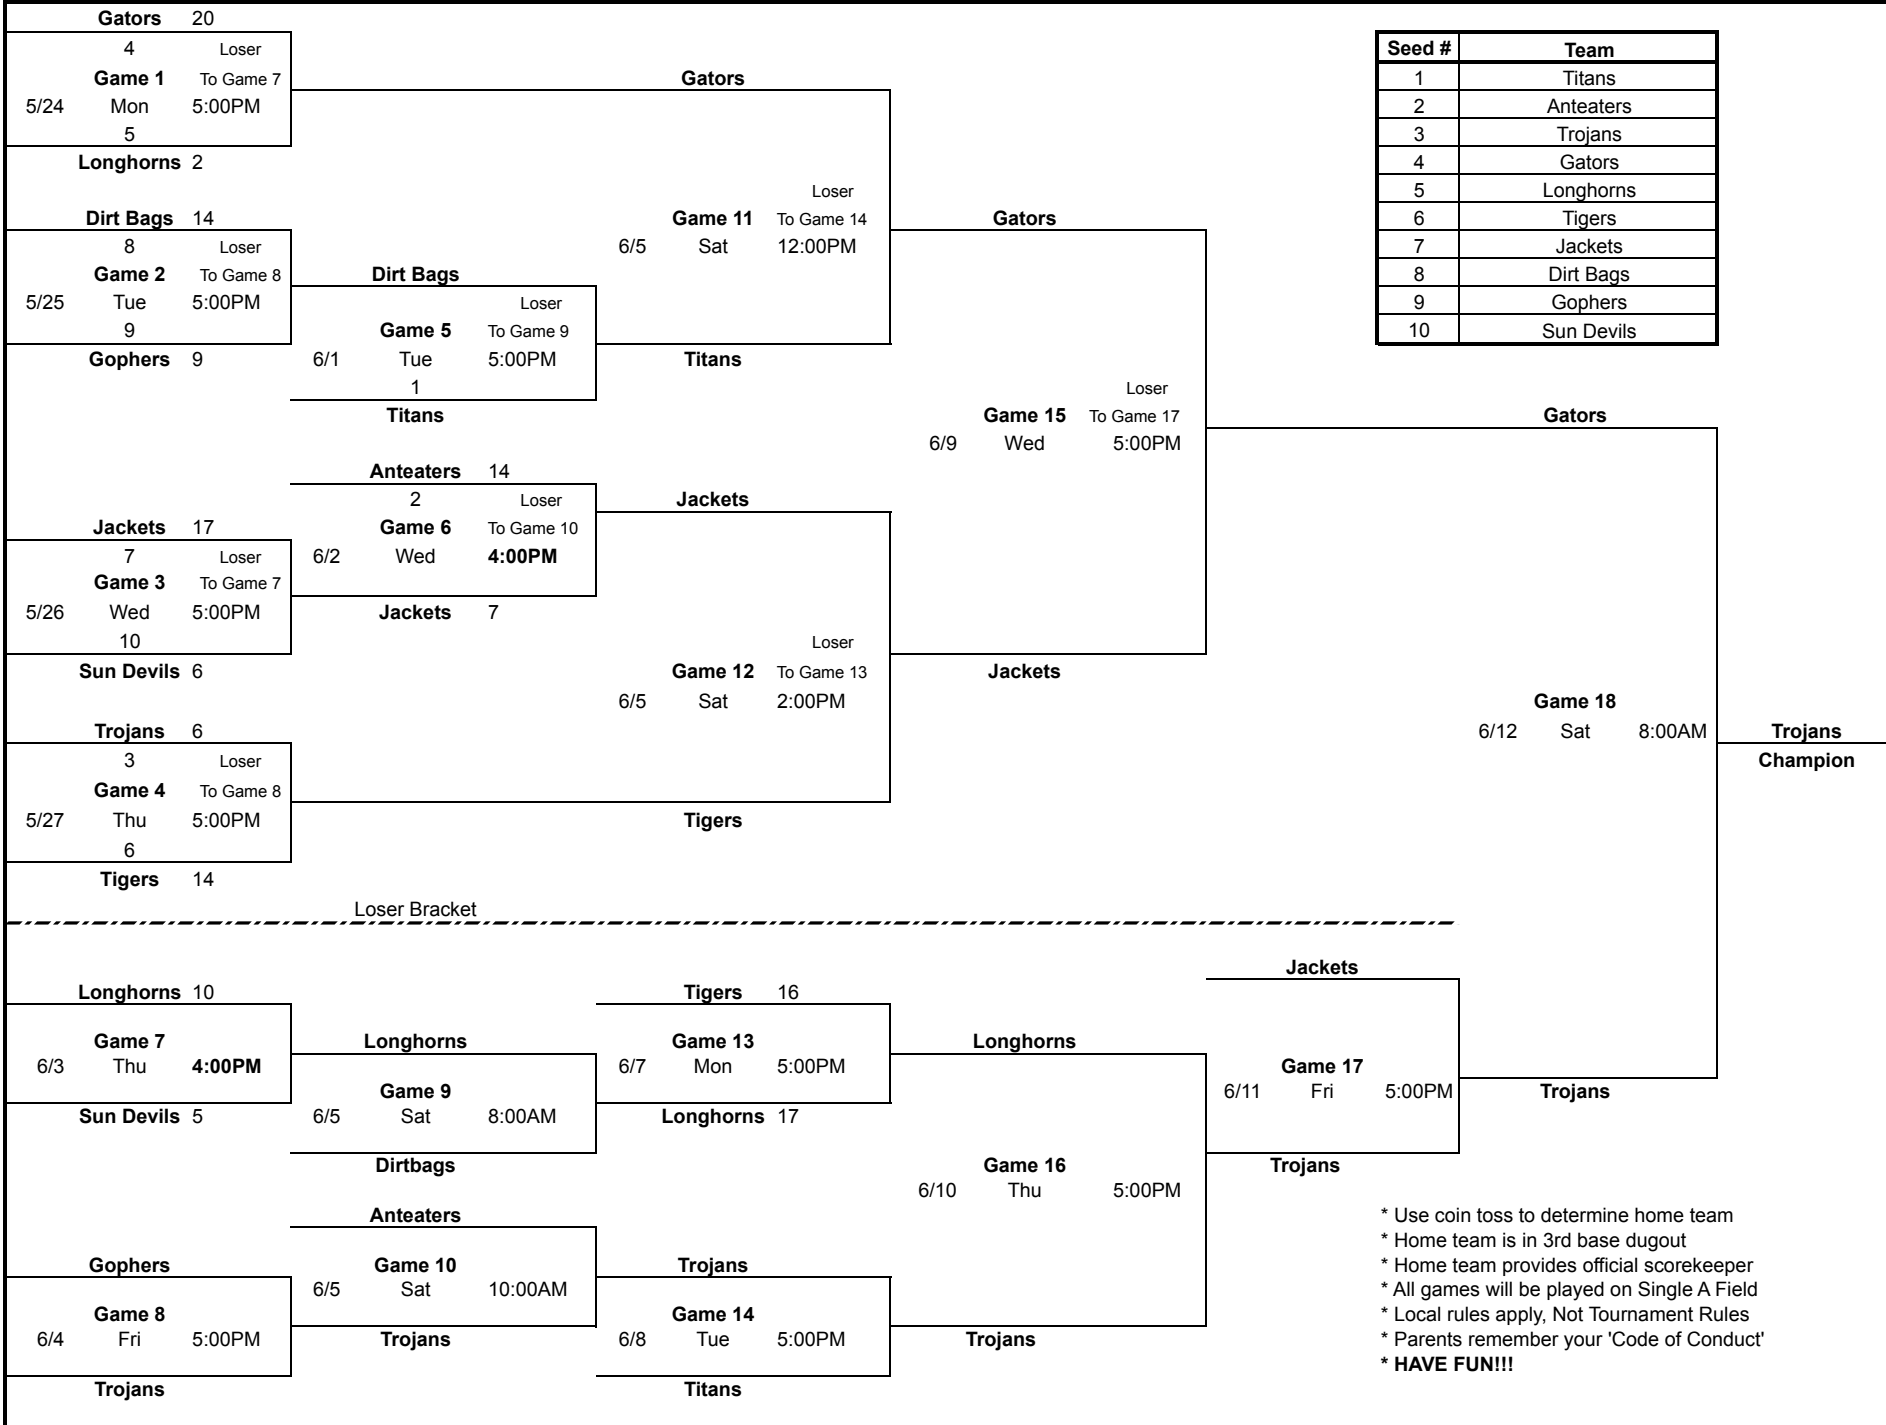 Gators 20
4 Loser
Game 1 To Game 7
5/24 Mon 5:00PM
5
Longhorns 2
Dirt Bags 14
8 Loser
Game 2 To Game 8
5/25 Tue 5:00PM
9
Gophers 9
Jackets 17
7 Loser
Game 3 To Game 7
5/26 Wed 5:00PM
10
Sun Devils 6
Trojans 6
3 Loser
Game 4 To Game 8
5/27 Thu 5:00PM
6
Tigers 14
Dirt Bags
Loser
Game 5 To Game 9
6/1 Tue 5:00PM
1
Titans
Anteaters 14
2 Loser
Game 6 To Game 10
6/2 Wed 4:00PM
Jackets 7
Gators
Loser
Game 11 To Game 14
6/5 Sat 12:00PM
Titans
Jackets
Loser
Game 12 To Game 13
6/5 Sat 2:00PM
Tigers
Gators
Loser
Game 15 To Game 17
6/9 Wed 5:00PM
Jackets
Gators
Game 18
6/12 Sat 8:00AM
Trojans
Champion
Seed # Team
1 Titans
2 Anteaters
3 Trojans
4 Gators
5 Longhorns
6 Tigers
7 Jackets
8 Dirt Bags
9 Gophers
10 Sun Devils
Loser Bracket
Longhorns 10
Game 7
6/3 Thu 4:00PM
Sun Devils 5
Gophers
Game 8
6/4 Fri 5:00PM
Trojans
Longhorns
Game 9
6/5 Sat 8:00AM
Dirtbags
Anteaters
Game 10
6/5 Sat 10:00AM
Trojans
Tigers 16
Game 13
6/7 Mon 5:00PM
Longhorns 17
Trojans
Game 14
6/8 Tue 5:00PM
Titans
Longhorns
Game 16
6/10 Thu 5:00PM
Trojans
Jackets
Game 17
6/11 Fri 5:00PM
Trojans
Trojans
* Use coin toss to determine home team
* Home team is in 3rd base dugout
* Home team provides official scorekeeper
* All games will be played on Single A Field
* Local rules apply, Not Tournament Rules
* Parents remember your 'Code of Conduct'
* HAVE FUN!!!